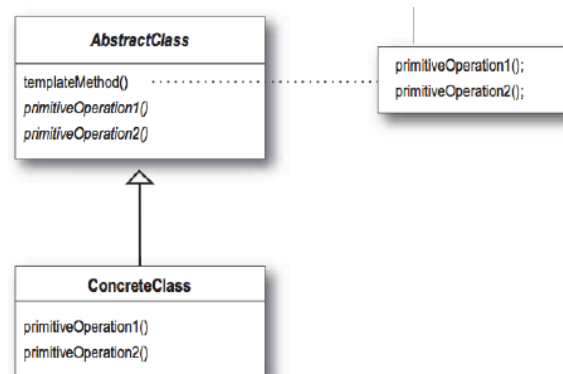 AbstractClass
templateMethod()
primitiveOperation1()
primitiveOperation2()
primitiveOperation1();
primitiveOperation2();
ConcreteClass
primitiveOperation1()
primitiveOperation2()